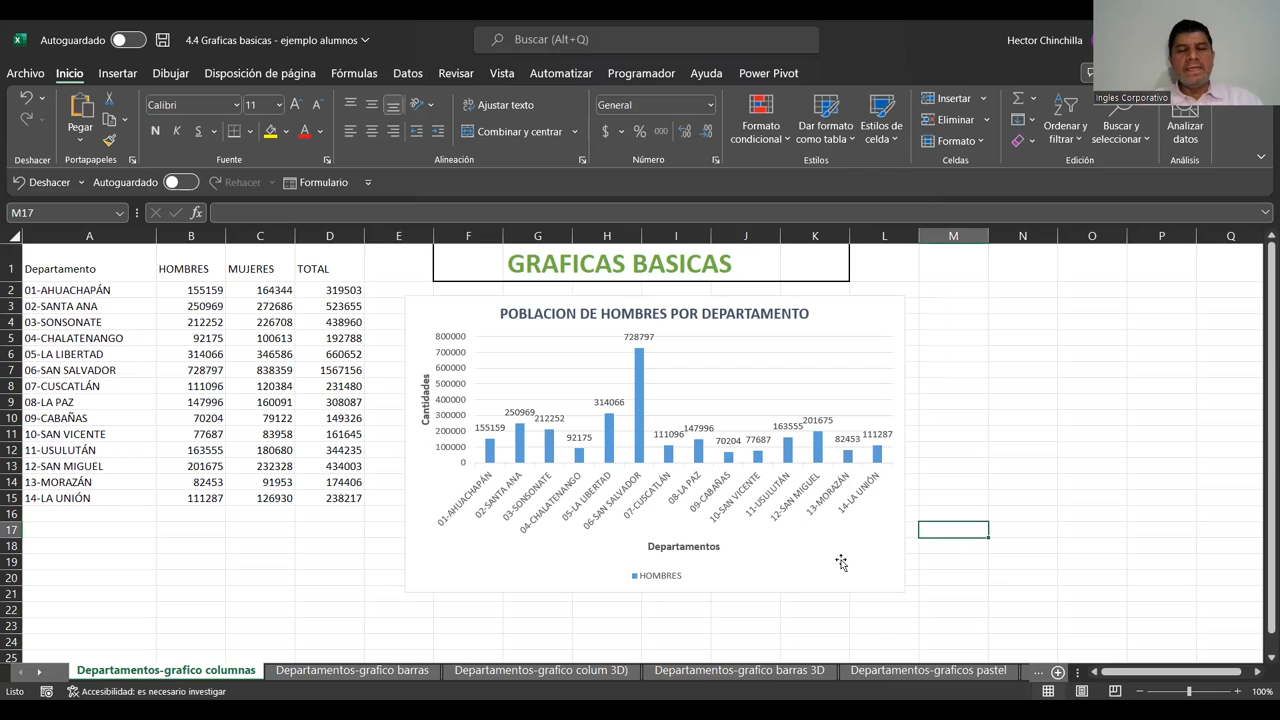 Autoguardado 4.4 Graficas basicas - ejemplo alumnos Buscar (Alt+Q) Hector Chinchilla
Archivo Inicio Insertar Dibujar Disposición de página Fórmulas Datos Revisar Vista Automatizar Programador Ayuda Power Pivot
Ingles Corporativo
Calibri 11 Ajustar texto General Insertar
Pegar N K S Combinar y centrar $ % 000 Formato condicional Dar formato como tabla Estilos de celda Eliminar Ordenar y filtrar Buscar y seleccionar Analizar datos
Formato
Deshacer Portapapeles Fuente Alineación Número Estilos Celdas Edición Análisis
Deshacer Autoguardado Rehacer Formulario
M17 fx
A B C D E F G H I J K L M N O P Q
1 Departamento HOMBRES MUJERES TOTAL GRAFICAS BASICAS
2 01-AHUACHAPÁN 155159 164344 319503
3 02-SANTA ANA 250969 272686 523655
4 03-SONSONATE 212252 226708 438960
5 04-CHALATENANGO 92175 100613 192788
6 05-LA LIBERTAD 314066 346586 660652
7 06-SAN SALVADOR 728797 838359 1567156
8 07-CUSCATLÁN 111096 120384 231480
9 08-LA PAZ 147996 160091 308087
10 09-CABAÑAS 70204 79122 149326
11 10-SAN VICENTE 77687 83958 161645
12 11-USULUTÁN 163555 180680 344235
13 12-SAN MIGUEL 201675 232328 434003
14 13-MORAZÁN 82453 91953 174406
15 14-LA UNIÓN 111287 126930 238217
16
17
18
19
20
21
22
23
24
25
POBLACION DE HOMBRES POR DEPARTAMENTO
Cantidades
800000
700000
600000
500000
400000
300000
200000
100000
0
155159 250969 212252 92175 314066 728797 111096 147996 70204 77687 163555 201675 82453 111287
01-AHUACHAPÁN 02-SANTA ANA 03-SONSONATE 04-CHALATENANGO 05-LA LIBERTAD 06-SAN SALVADOR 07-CUSCATLÁN 08-LA PAZ 09-CABAÑAS 10-SAN VICENTE 11-USULUTÁN 12-SAN MIGUEL 13-MORAZÁN 14-LA UNIÓN
Departamentos
HOMBRES
Departamentos-grafico columnas Departamentos-grafico barras Departamentos-grafico colum 3D) Departamentos-grafico barras 3D Departamentos-graficos pastel ...
Listo Accesibilidad: es necesario investigar 100%